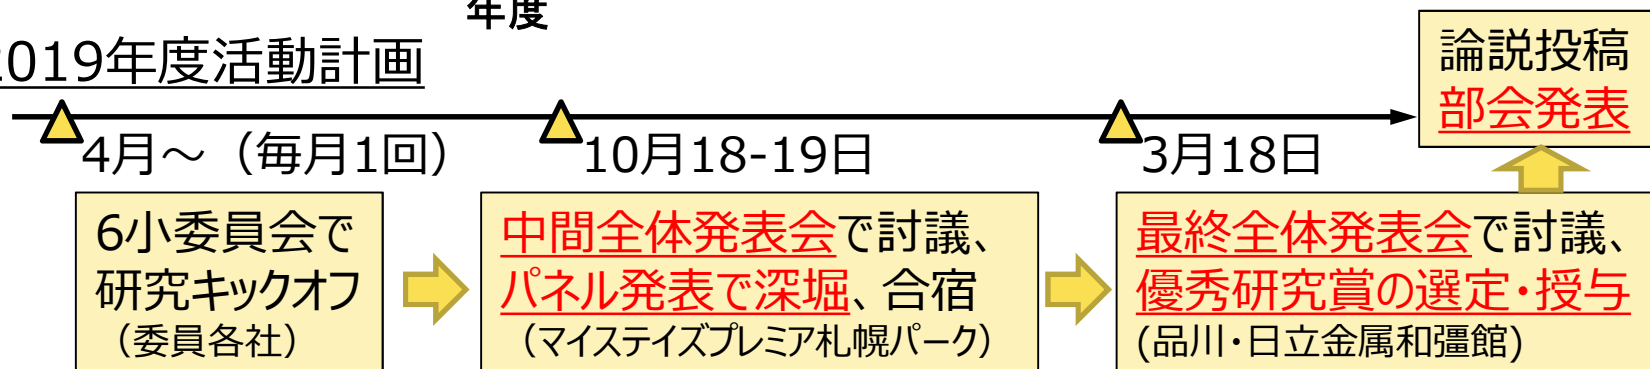 年度
2019年度活動計画
論説投稿
部会発表
4月～（毎月1回）
10月18-19日
3月18日
6小委員会で
研究キックオフ
（委員各社）
中間全体発表会で討議、
パネル発表で深堀、合宿
（マイステイズプレミア札幌パーク）
最終全体発表会で討議、
優秀研究賞の選定・授与
(品川・日立金属和彊館)